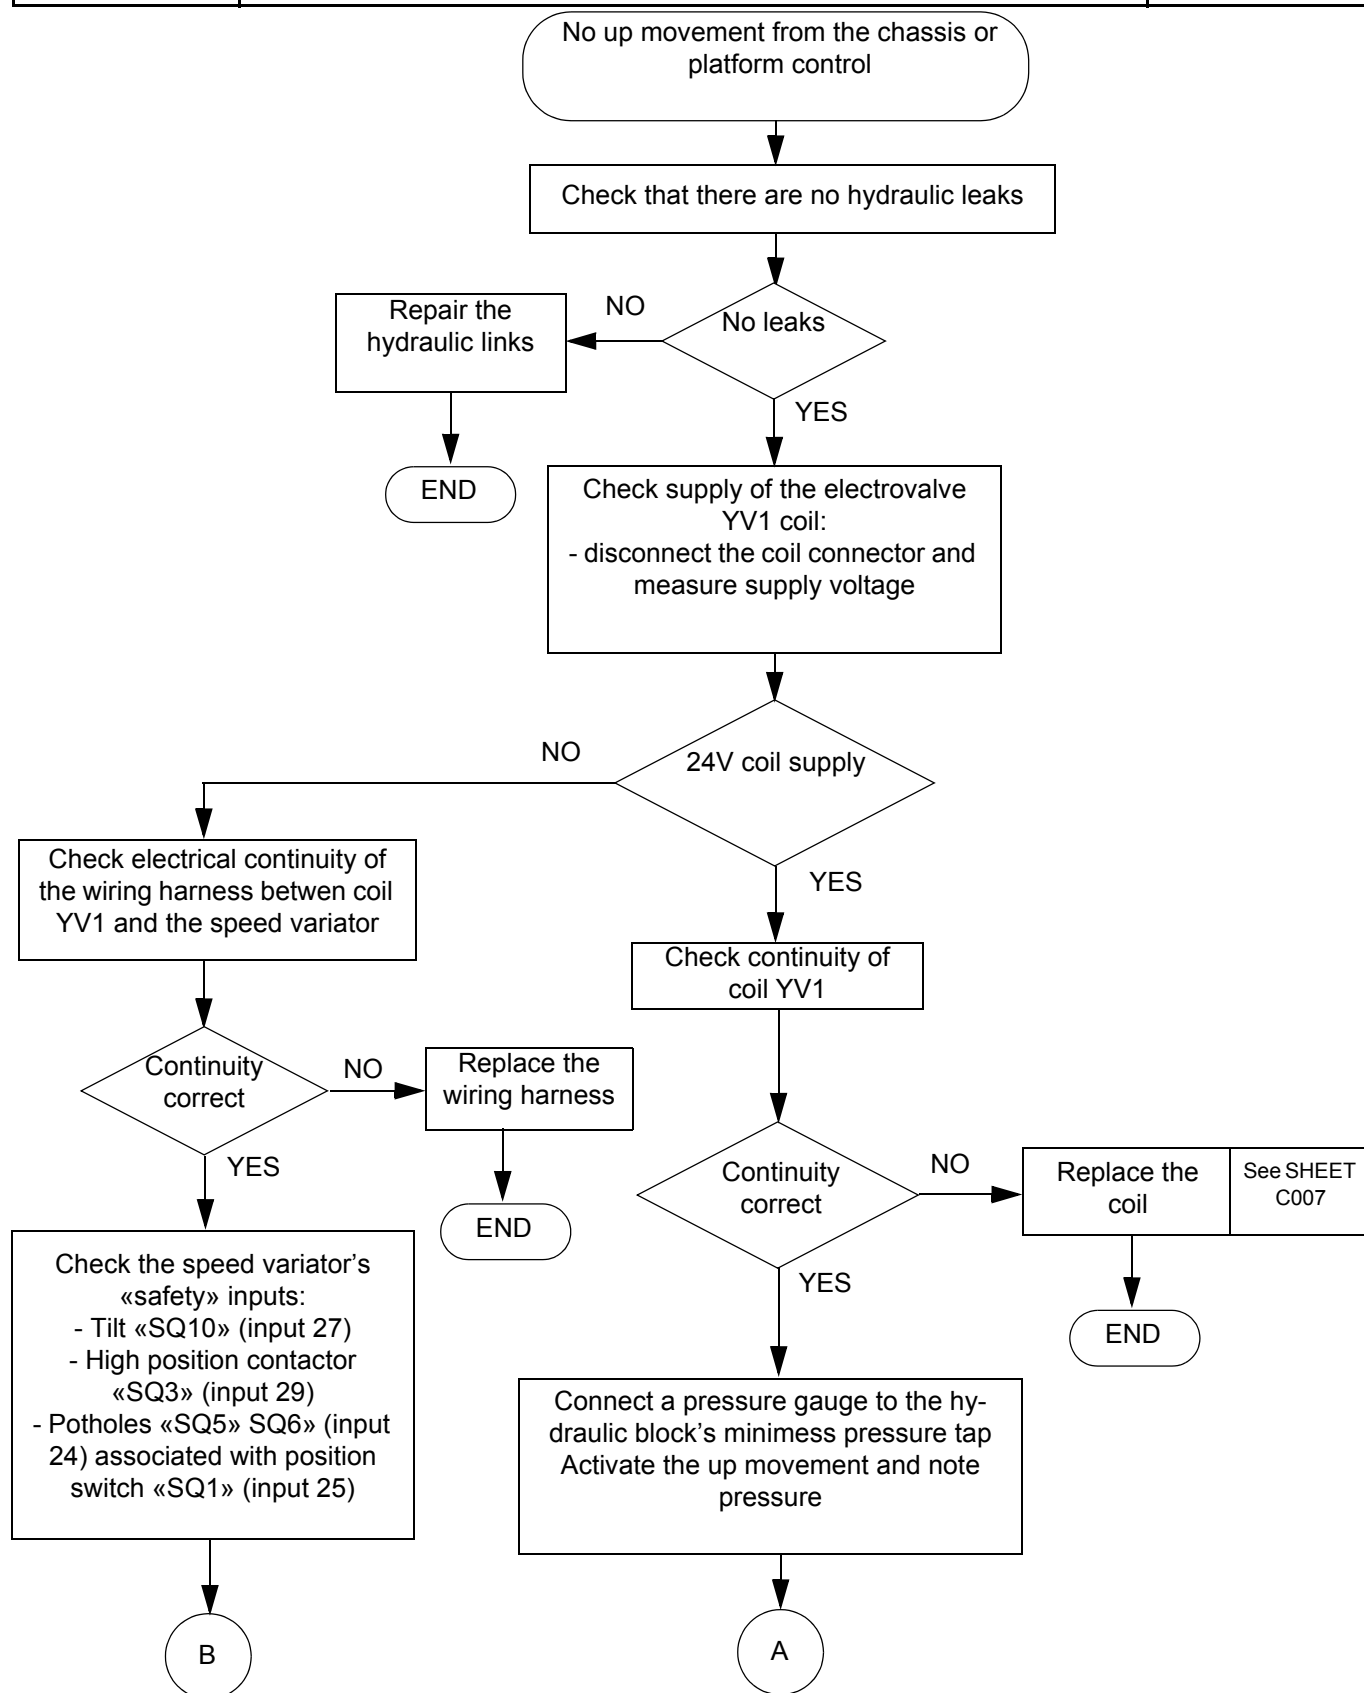 No up movement from the chassis or
platform control
Check that there are no hydraulic leaks
Repair the
hydraulic links
NO
No leaks
YES
END
Check supply of the electrovalve
YV1 coil:
- disconnect the coil connector and
measure supply voltage
NO
24V coil supply
YES
Check electrical continuity of
the wiring harness betwen coil
YV1 and the speed variator
Check continuity of
coil YV1
Continuity
correct
NO
Replace the
wiring harness
YES
END
Continuity
correct
NO
Replace the
coil
See SHEET
C007
YES
END
Check the speed variator’s
«safety» inputs:
- Tilt «SQ10» (input 27)
- High position contactor
«SQ3» (input 29)
- Potholes «SQ5» SQ6» (input
24) associated with position
switch «SQ1» (input 25)
Connect a pressure gauge to the hy-
draulic block’s minimess pressure tap
Activate the up movement and note
pressure
B
A